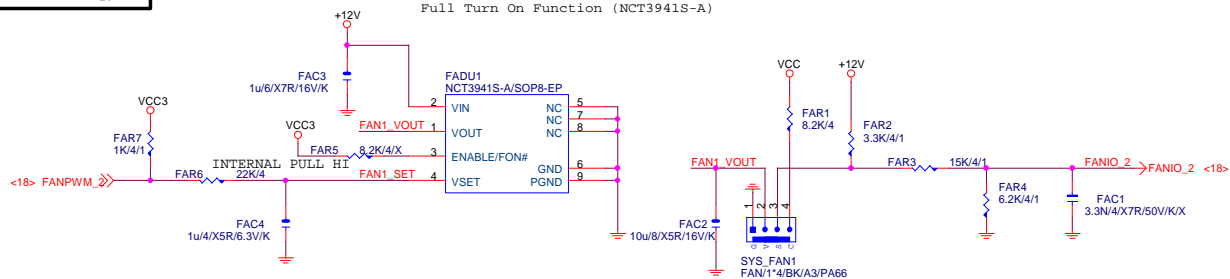 Full Turn On Function (NCT3941S-A)
+12V
FAC3
1u/6/X7R/16V/K
FADU1
NCT3941S-A/SOP8-EP
2 VIN
1 VOUT
3 ENABLE/FON#
4 VSET
NC 5
NC 7
NC 8
GND 6
PGND 9
FAN1_VOUT
VCC3
FAR5 8.2K/4/X
INTERNAL PULL HI
FAN1_SET
VCC3
FAR7
1K/4/1
<18> FANPWM_2
FAR6 22K/4
FAC4
1u/4/X5R/6.3V/K
VCC
+12V
FAR1
8.2K/4
FAR2
3.3K/4/1
FAN1_VOUT
FAR3 15K/4/1
FANIO_2
FANIO_2 <18>
FAR4
6.2K/4/1
FAC1
3.3N/4/X7R/50V/K/X
FAC2
10u/8/X5R/16V/K
1 2 3 4
G V S C
SYS_FAN1
FAN/1*4/BK/A3/PA66